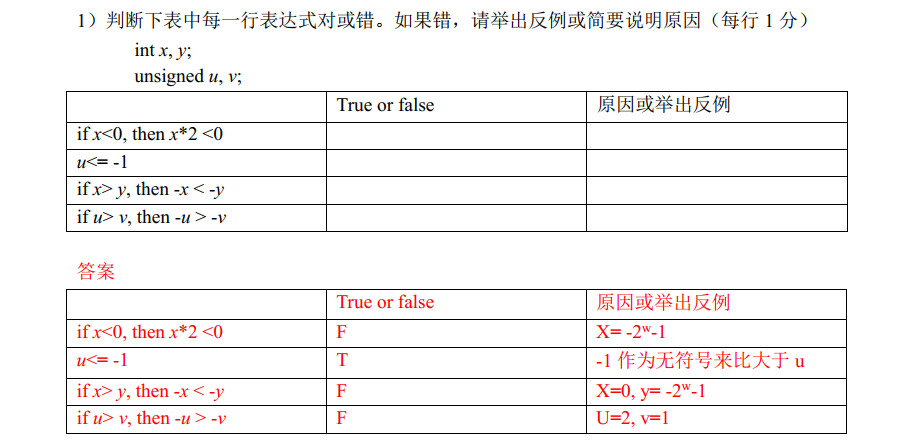 1）判断下表中每一行表达式对或错。如果错，请举出反例或简要说明原因（每行 1 分）
int x, y;
unsigned u, v;
True or false 原因或举出反例
if x<0, then x*2 <0
u<= -1
if x> y, then -x < -y
if u> v, then -u > -v
答案
True or false 原因或举出反例
if x<0, then x*2 <0 F X= -2ʷ-1
u<= -1 T -1 作为无符号来比大于 u
if x> y, then -x < -y F X=0, y= -2ʷ-1
if u> v, then -u > -v F U=2, v=1